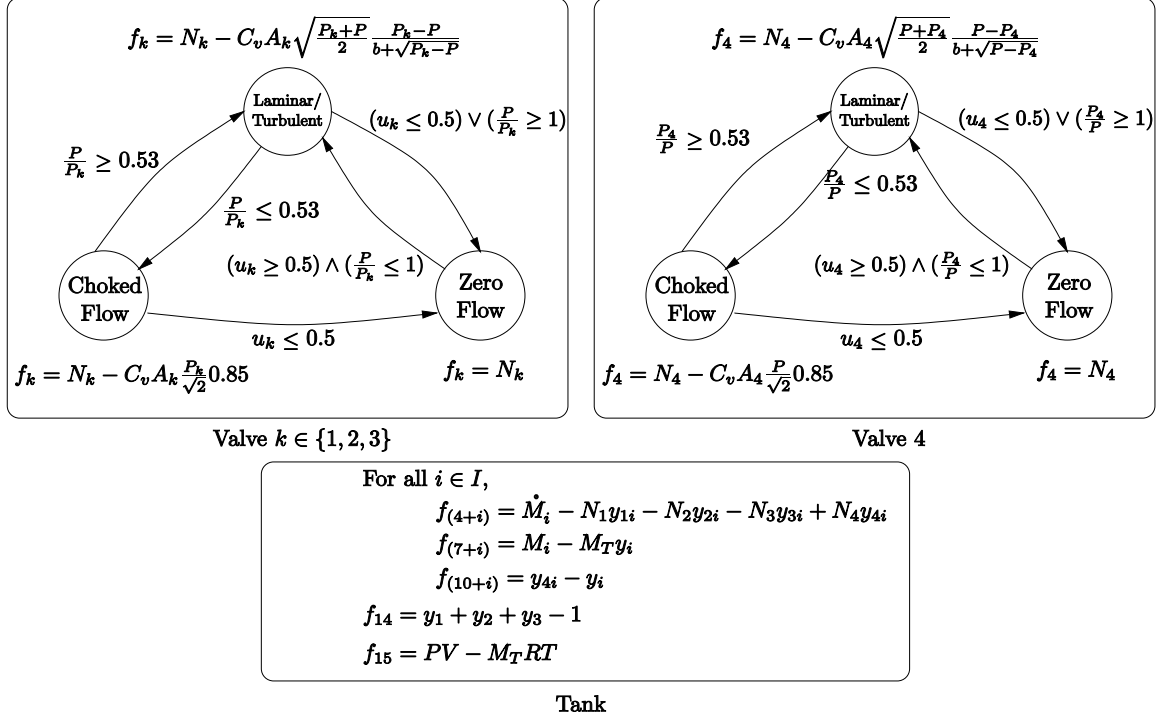 f_k = N_k − C_v A_k √((P_k+P)/2) (P_k−P)/(b+√(P_k−P))
Laminar/
Turbulent
(u_k ≤ 0.5) ∨ (P/P_k ≥ 1)
P/P_k ≥ 0.53
P/P_k ≤ 0.53
(u_k ≥ 0.5) ∧ (P/P_k ≤ 1)
Choked
Flow
Zero
Flow
u_k ≤ 0.5
f_k = N_k − C_v A_k (P_k/√2) 0.85
f_k = N_k
Valve k ∈ {1, 2, 3}
f_4 = N_4 − C_v A_4 √((P+P_4)/2) (P−P_4)/(b+√(P−P_4))
Laminar/
Turbulent
(u_4 ≤ 0.5) ∨ (P_4/P ≥ 1)
P_4/P ≥ 0.53
P_4/P ≤ 0.53
(u_4 ≥ 0.5) ∧ (P_4/P ≤ 1)
Choked
Flow
Zero
Flow
u_4 ≤ 0.5
f_4 = N_4 − C_v A_4 (P/√2) 0.85
f_4 = N_4
Valve 4
For all i ∈ I,
f_(4+i) = Ṁ_i − N_1 y_1i − N_2 y_2i − N_3 y_3i + N_4 y_4i
f_(7+i) = M_i − M_T y_i
f_(10+i) = y_4i − y_i
f_14 = y_1 + y_2 + y_3 − 1
f_15 = PV − M_T RT
Tank